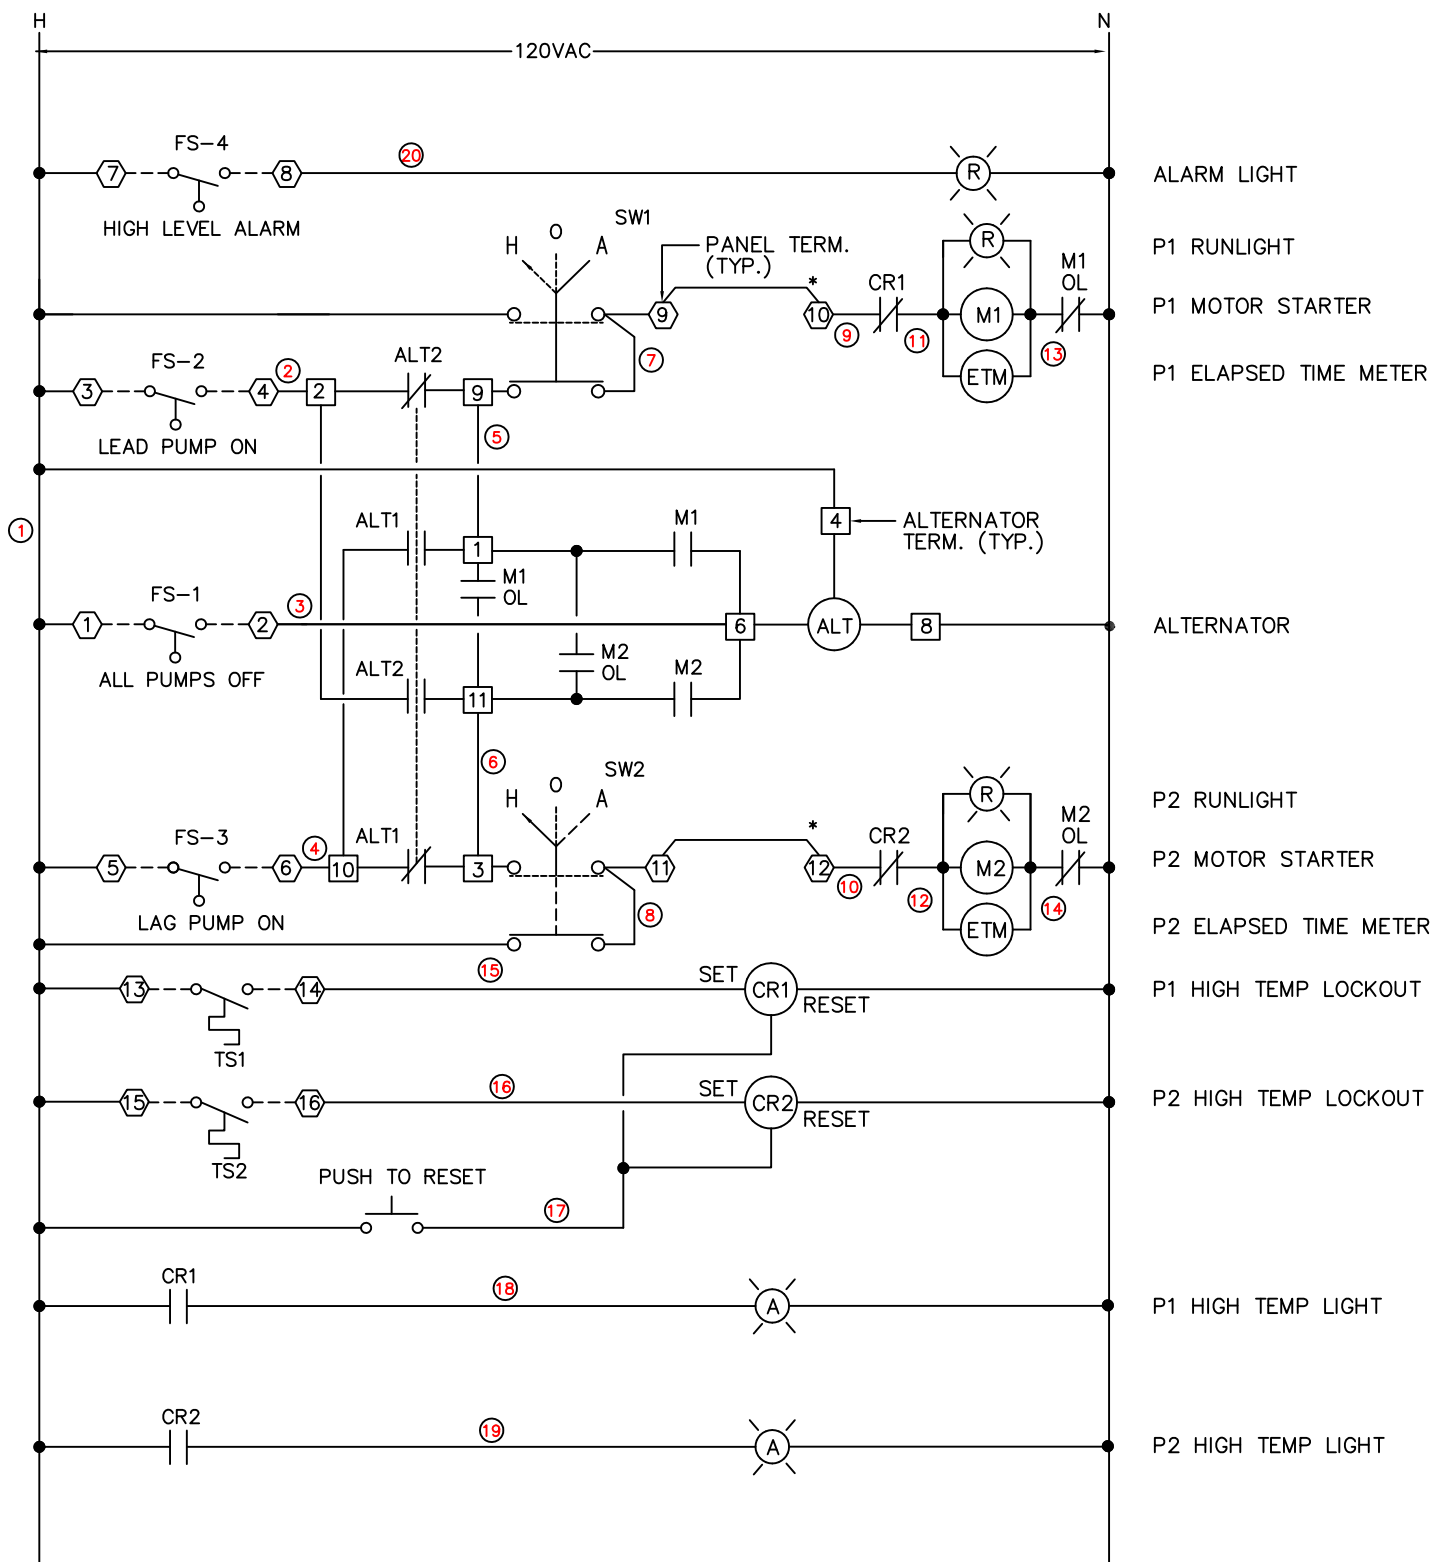 H
N
120VAC
FS-4
7
8
20
R
ALARM LIGHT
HIGH LEVEL ALARM
SW1
H
O
A
PANEL TERM.
(TYP.)
9
*
10
9
CR1
11
R
M1
ETM
M1
OL
13
P1 RUNLIGHT
P1 MOTOR STARTER
P1 ELAPSED TIME METER
FS-2
3
4
2
2
ALT2
9
7
LEAD PUMP ON
5
1
ALT1
1
M1
OL
M1
4
ALTERNATOR
TERM. (TYP.)
FS-1
1
2
3
6
ALT
8
ALTERNATOR
ALL PUMPS OFF
M2
OL
ALT2
11
M2
6
SW2
H
O
A
FS-3
5
6
4
10
ALT1
3
11
*
12
10
CR2
12
R
M2
ETM
M2
OL
14
P2 RUNLIGHT
P2 MOTOR STARTER
P2 ELAPSED TIME METER
LAG PUMP ON
8
13
14
15
SET
CR1
RESET
P1 HIGH TEMP LOCKOUT
TS1
15
16
16
SET
CR2
RESET
P2 HIGH TEMP LOCKOUT
TS2
PUSH TO RESET
17
CR1
18
A
P1 HIGH TEMP LIGHT
CR2
19
A
P2 HIGH TEMP LIGHT